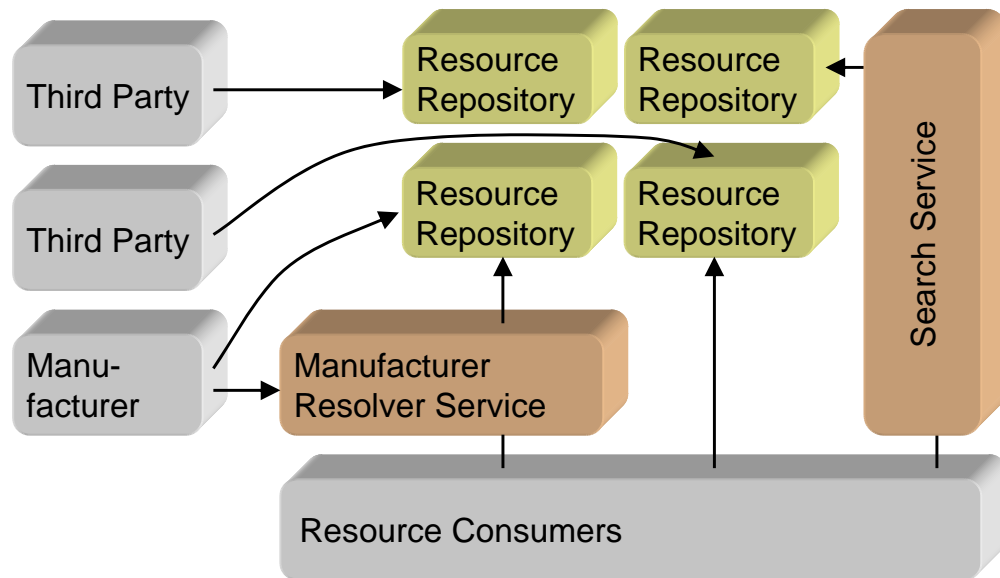 Third Party
Resource
Repository
Resource
Repository
Third Party
Resource
Repository
Resource
Repository
Search Service
Manu-
facturer
Manufacturer
Resolver Service
Resource Consumers